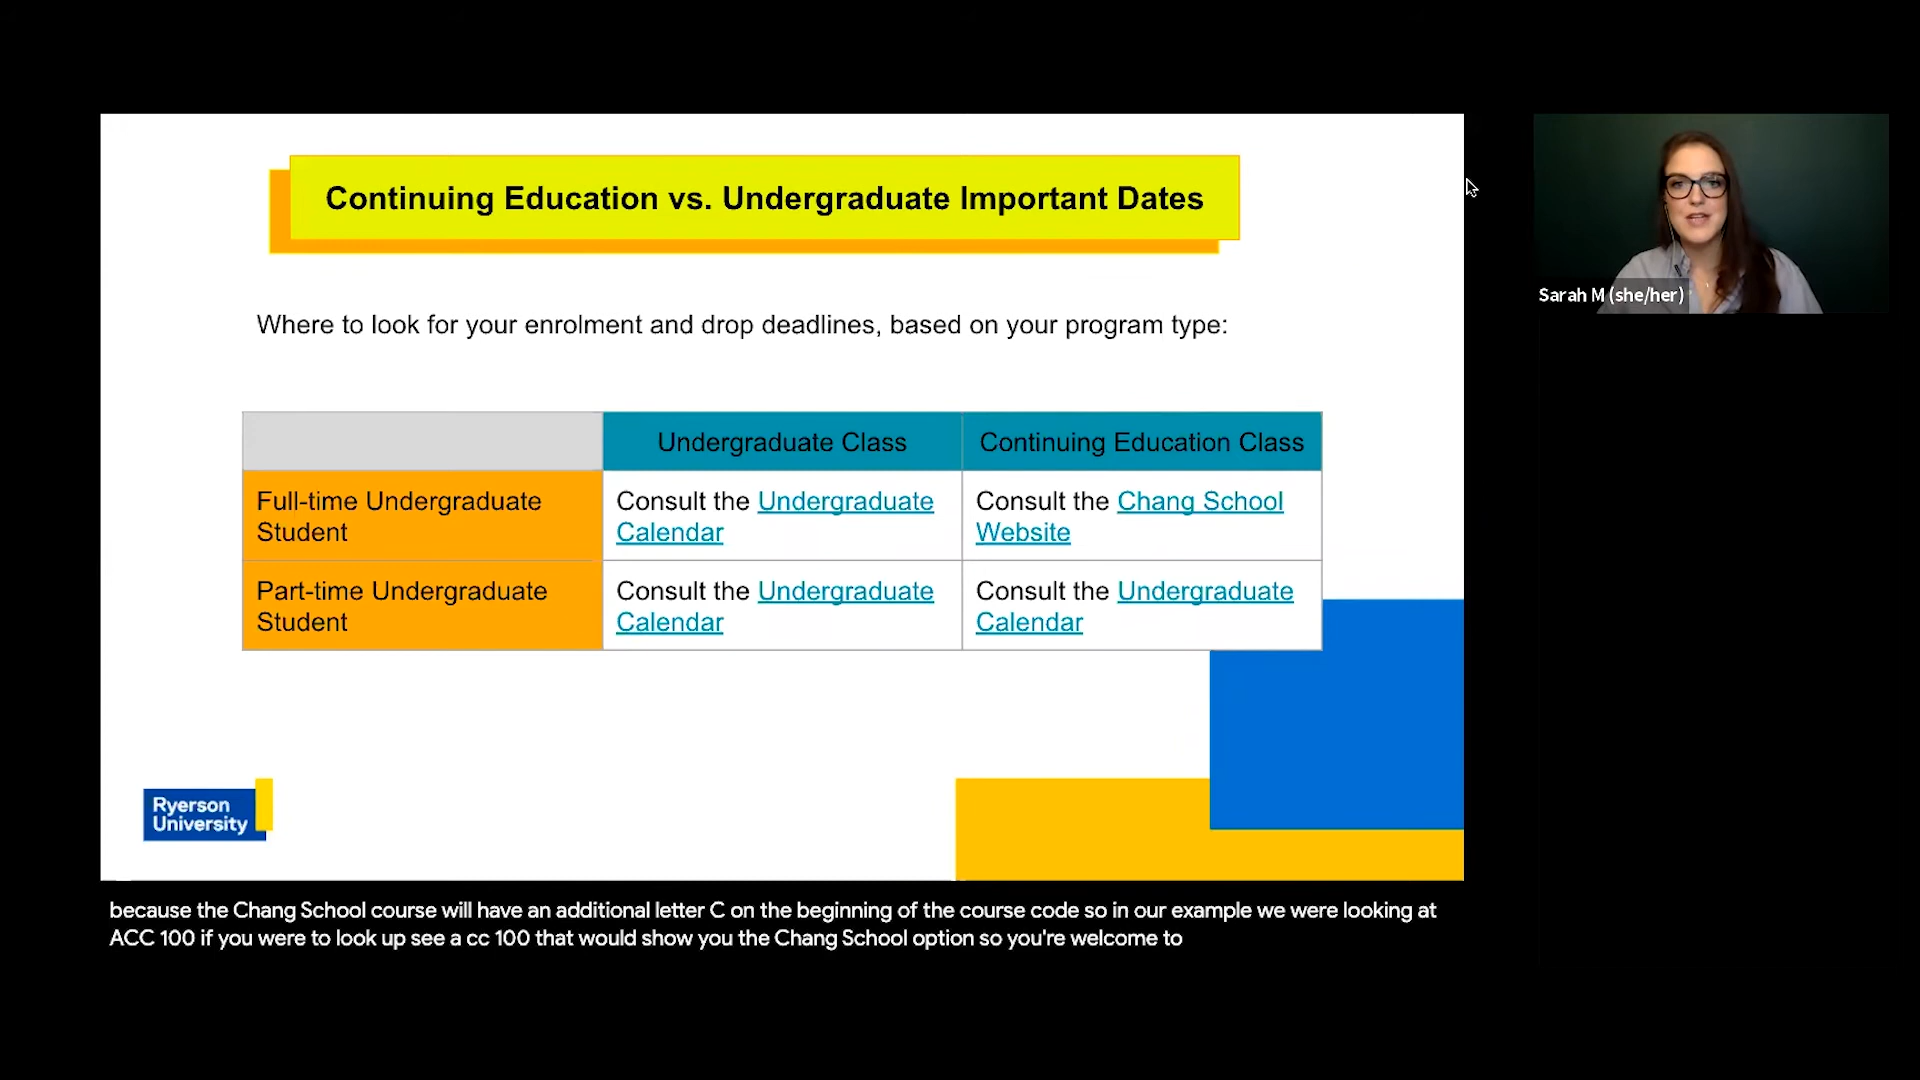 Continuing Education vs. Undergraduate Important Dates
Where to look for your enrolment and drop deadlines, based on your program type:
Undergraduate Class
Continuing Education Class
Full-time Undergraduate
Student
Consult the Undergraduate
Calendar
Consult the Chang School
Website
Part-time Undergraduate
Student
Consult the Undergraduate
Calendar
Consult the Undergraduate
Calendar
Ryerson
University
Sarah M (she/her)
because the Chang School course will have an additional letter C on the beginning of the course code so in our example we were looking at
ACC 100 if you were to look up see a cc 100 that would show you the Chang School option so you're welcome to